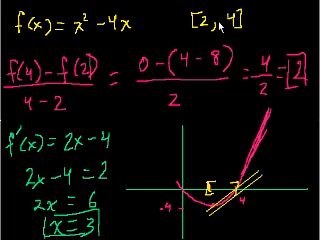 f(x) = x² - 4x [2, 4]
f(4) - f(2) / 4 - 2 = 0 - (4 - 8) / 2 = 4 / 2 = 2
f'(x) = 2x - 4
2x - 4 = 2
2x = 6
x = 3
-4 4